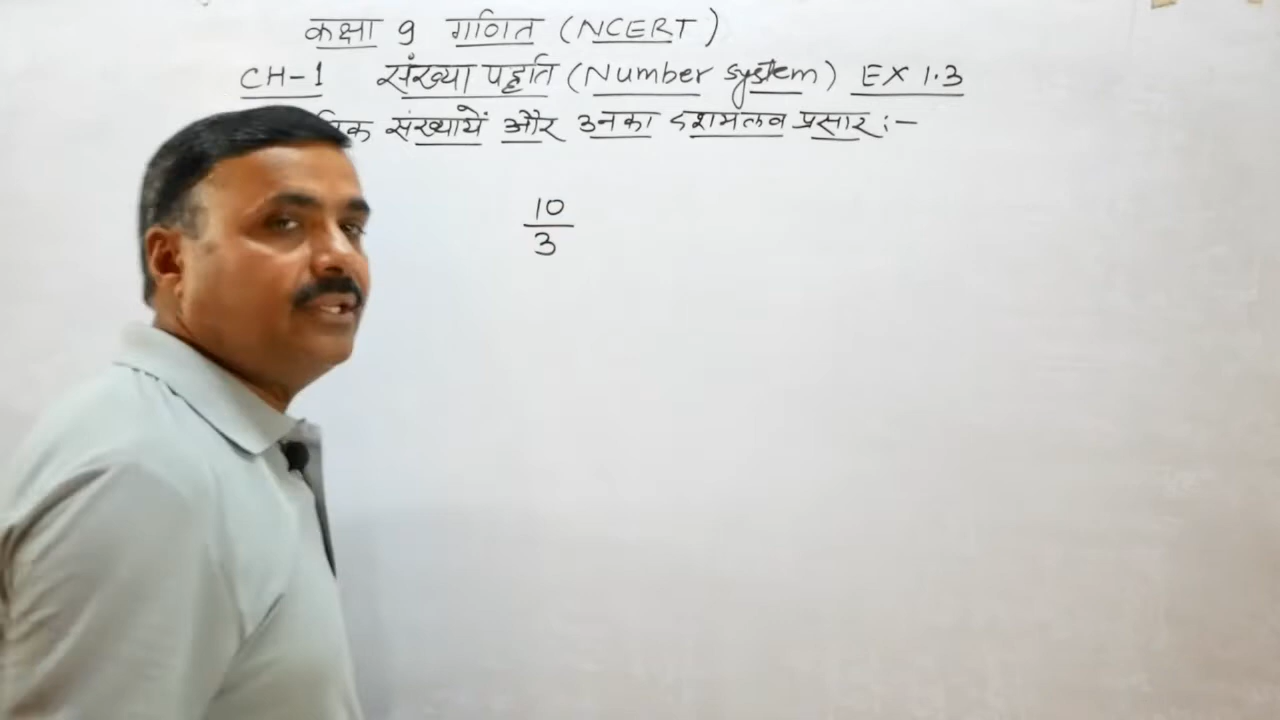 कक्षा 9 गणित (NCERT)
CH-1 संख्या पद्धति (Number system) EX 1.3
संख्यायें और उनका दशमलव प्रसार :-
10
3